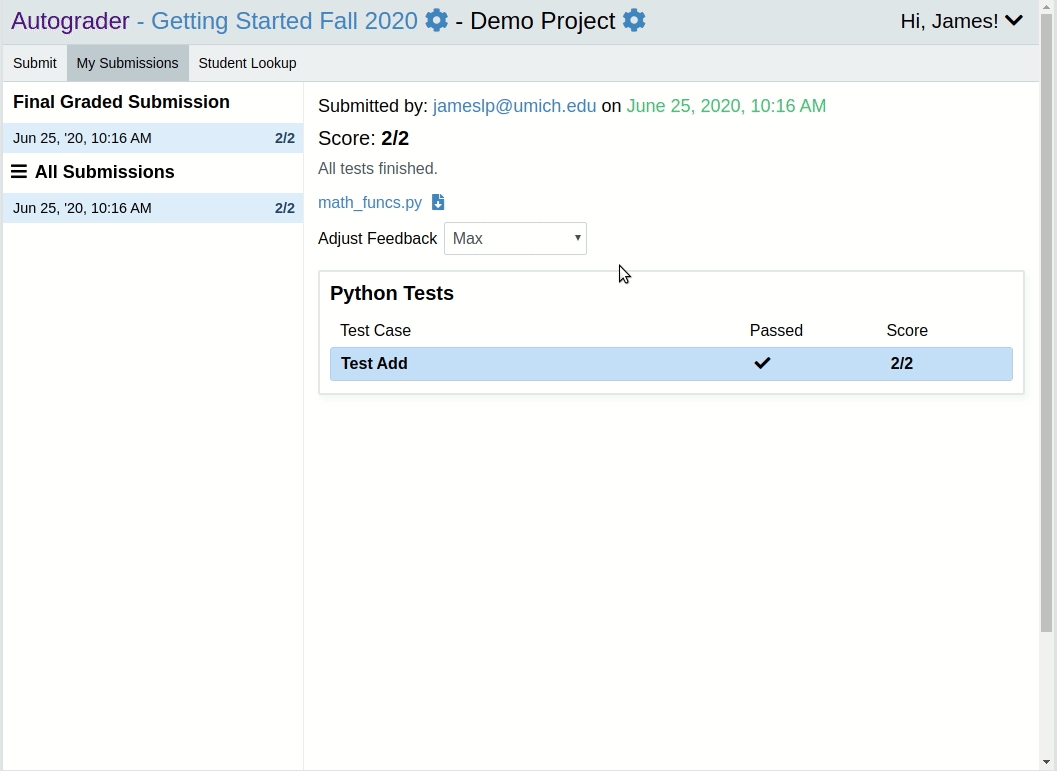 Autograder - Getting Started Fall 2020 - Demo Project Hi, James!
Submit My Submissions Student Lookup
Final Graded Submission
Jun 25, '20, 10:16 AM 2/2
All Submissions
Jun 25, '20, 10:16 AM 2/2
Submitted by: jameslp@umich.edu on June 25, 2020, 10:16 AM
Score: 2/2
All tests finished.
math_funcs.py
Adjust Feedback Max
Python Tests
Test Case Passed Score
Test Add 2/2